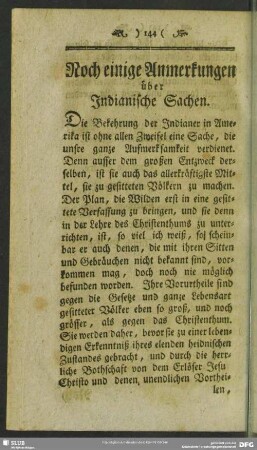 ) 144 (
Noch einige Anmerkungen
über
Indianische Sachen.
Die Bekehrung der Indianer in Ame-
rika ist ohne allen Zweifel eine Sache, die
unsre ganze Aufmerksamkeit verdienet.
Denn ausser dem großen Entzweck der-
selben, ist sie auch das allerkräftigste Mit-
tel, sie zu gesitteten Völkern zu machen.
Der Plan, die Wilden erst in eine gesit-
tete Verfassung zu bringen, und sie denn
in der Lehre des Christenthums zu unter-
richten, ist, so viel ich weiß, so schein-
bar er auch denen, die mit ihren Sitten
und Gebräuchen nicht bekannt sind, vor-
kommen mag, doch noch nie möglich
befunden worden. Ihre Vorurtheile sind
gegen die Gesetz und ganze Lebensart
gesitteter Völker eben so groß, und noch
grösser, als gegen das Christenthum.
Sie werden daher, bevor sie zu einer leben-
digen Erkenntniß ihres elenden heidnischen
Zustandes gebracht, und durch die herr-
liche Bothschaft von dem Erlöser Jesu
Christo und denen, unendlichen Vorthei-
len,
SLUB